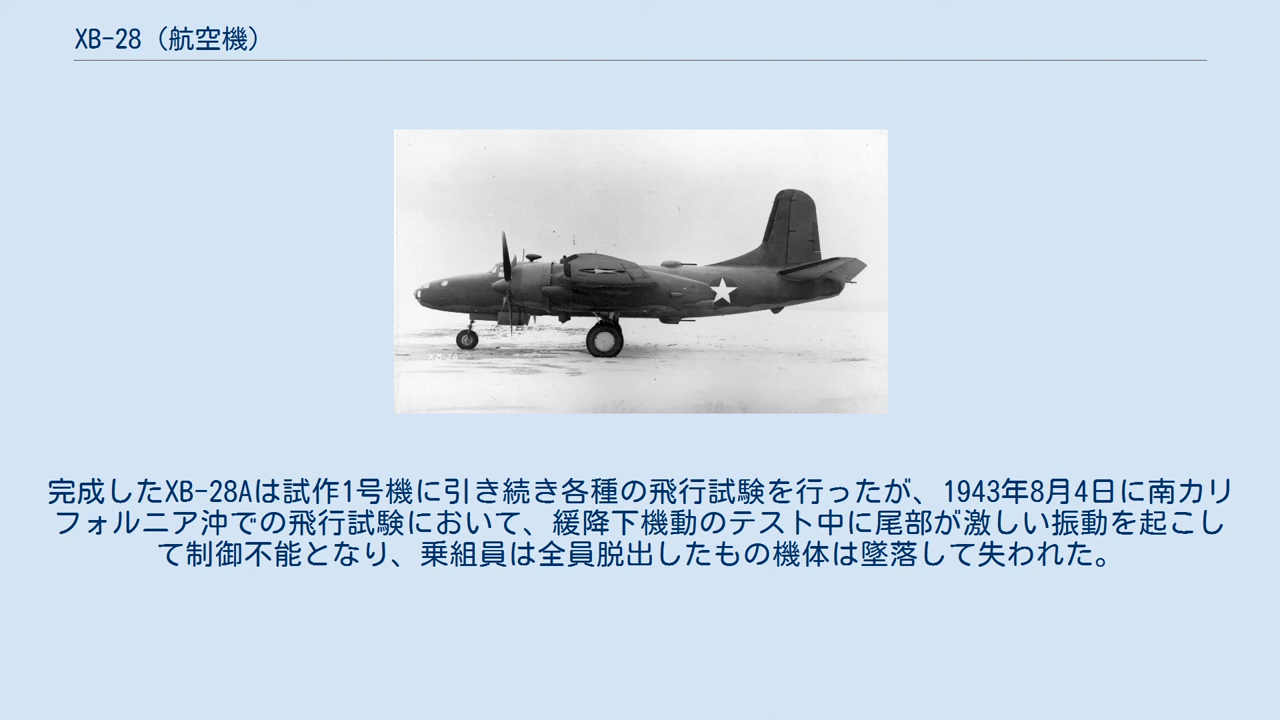 XB-28（航空機）
完成したXB-28Aは試作1号機に引き続き各種の飛行試験を行ったが、1943年8月4日に南カリ
フォルニア沖での飛行試験において、緩降下機動のテスト中に尾部が激しい振動を起こし
て制御不能となり、乗組員は全員脱出したもの機体は墜落して失われた。